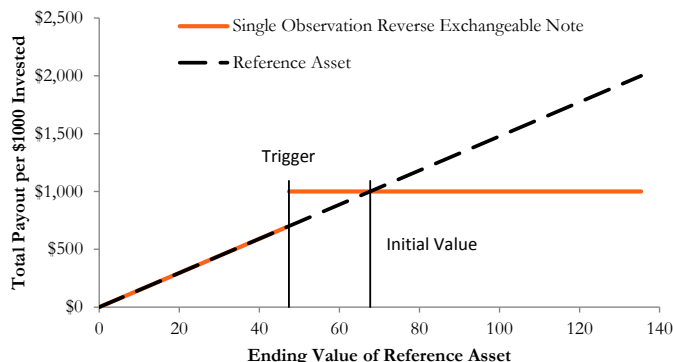 $2,500
Single Observation Reverse Exchangeable Note
Reference Asset
$2,000
$1,500
Trigger
$1,000
Initial Value
$500
$0
0 20 40 60 80 100 120 140
Total Payout per $1000 Invested
Ending Value of Reference Asset